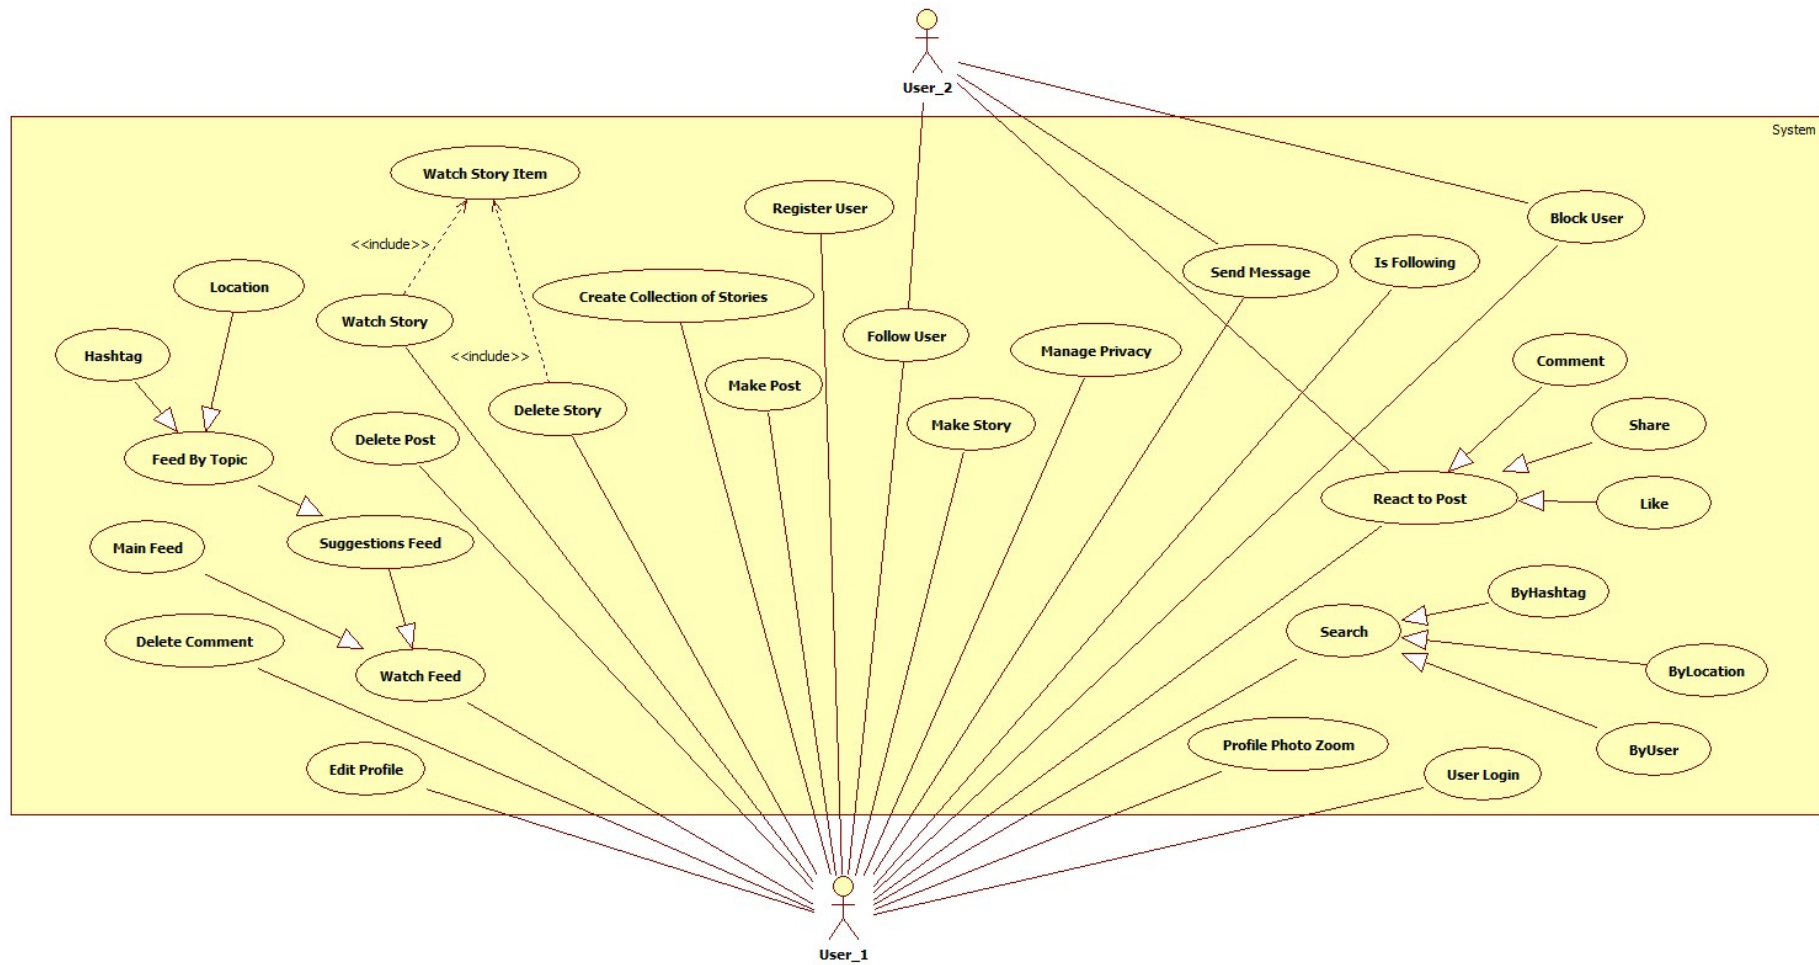 User_2
System
Watch Story Item
Register User
Block User
<<include>>
Is Following
Send Message
Location
Create Collection of Stories
Watch Story
Follow User
Manage Privacy
Hashtag
<<include>>
Comment
Make Post
Delete Story
Make Story
Share
Delete Post
Feed By Topic
React to Post
Like
Suggestions Feed
Main Feed
ByHashtag
Search
Delete Comment
ByLocation
Watch Feed
Profile Photo Zoom
ByUser
Edit Profile
User Login
User_1